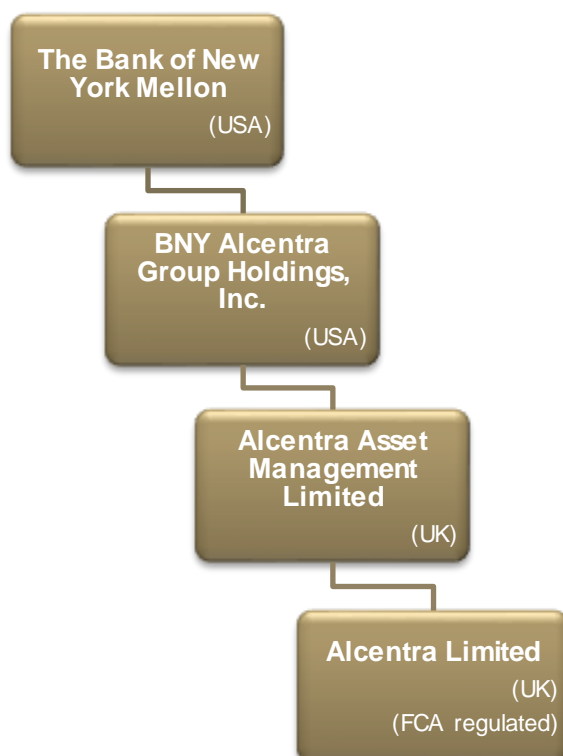 The Bank of New
York Mellon
(USA)
BNY Alcentra
Group Holdings,
Inc.
(USA)
Alcentra Asset
Management
Limited
(UK)
Alcentra Limited
(UK)
(FCA regulated)